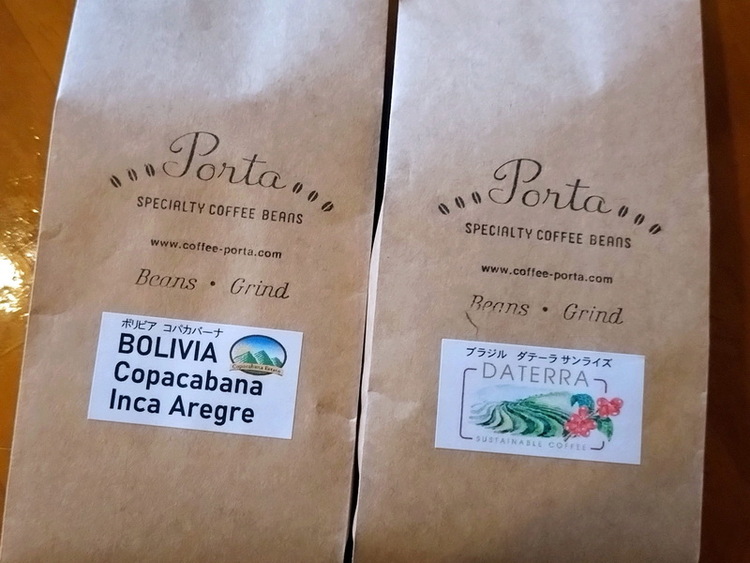 Porta
SPECIALTY COFFEE BEANS
www.coffee-porta.com
Beans • Grind
ボリビア コパカバーナ
BOLIVIA
Copacabana Estate
Copacabana
Inca Aregre
Porta
SPECIALTY COFFEE BEANS
www.coffee-porta.com
Beans • Grind
ブラジル ダテーラ サンライズ
DATERRA
SUSTAINABLE COFFEE